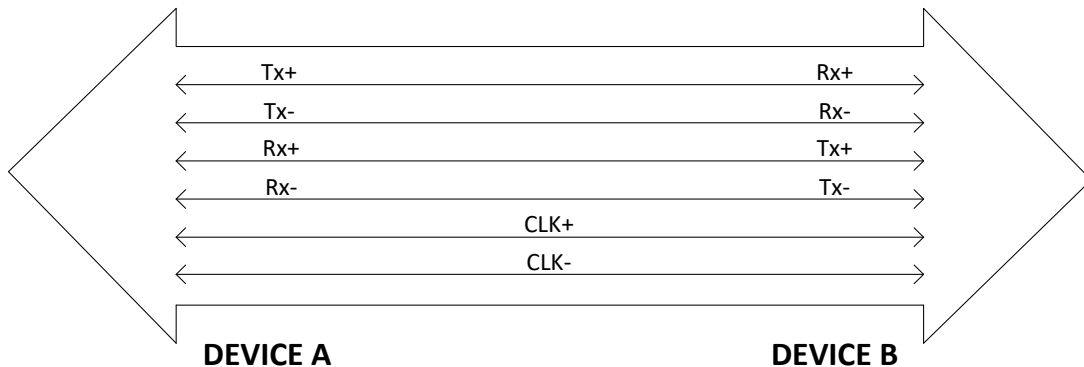 Tx+ Rx+
Tx- Rx-
Rx+ Tx+
Rx- Tx-
CLK+
CLK-
DEVICE A DEVICE B